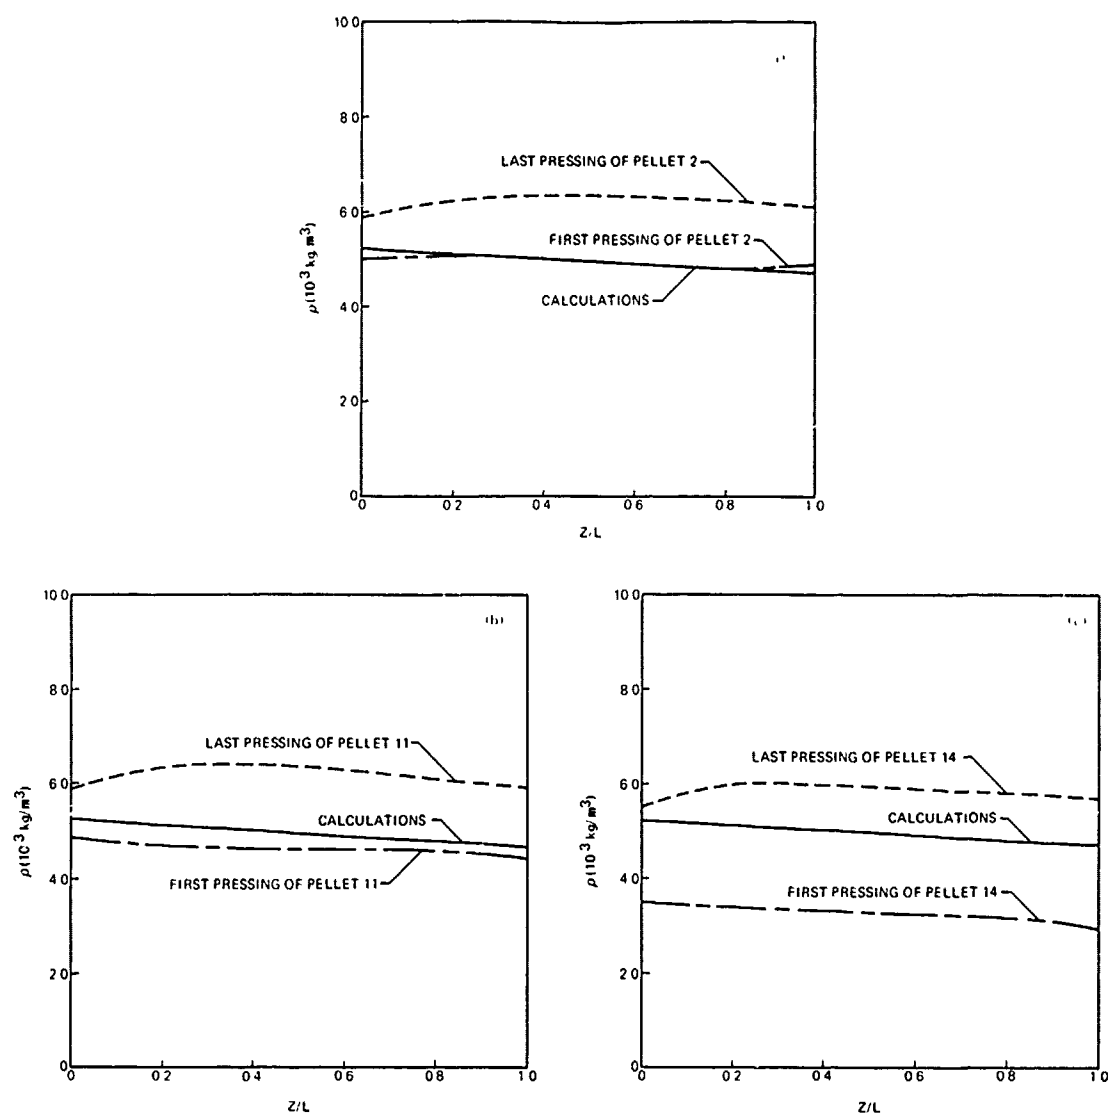 10 0
8 0
LAST PRESSING OF PELLET 2
6 0
FIRST PRESSING OF PELLET 2
ρ (10³ kg m³)
CALCULATIONS
4 0
2 0
0
0 0 2 0 4 0 6 0 8 1 0
Z/L
10 0
(b)
8 0
LAST PRESSING OF PELLET 11
6 0
ρ (10³ kg/m³)
CALCULATIONS
FIRST PRESSING OF PELLET 11
4 0
2 0
0
0 0 2 0 4 0 6 0 8 1 0
Z/L
10 0
(c)
8 0
LAST PRESSING OF PELLET 14
6 0
CALCULATIONS
ρ (10³ kg/m³)
4 0
FIRST PRESSING OF PELLET 14
2 0
0
0 0 2 0 4 0 6 0 8 1 0
Z/L